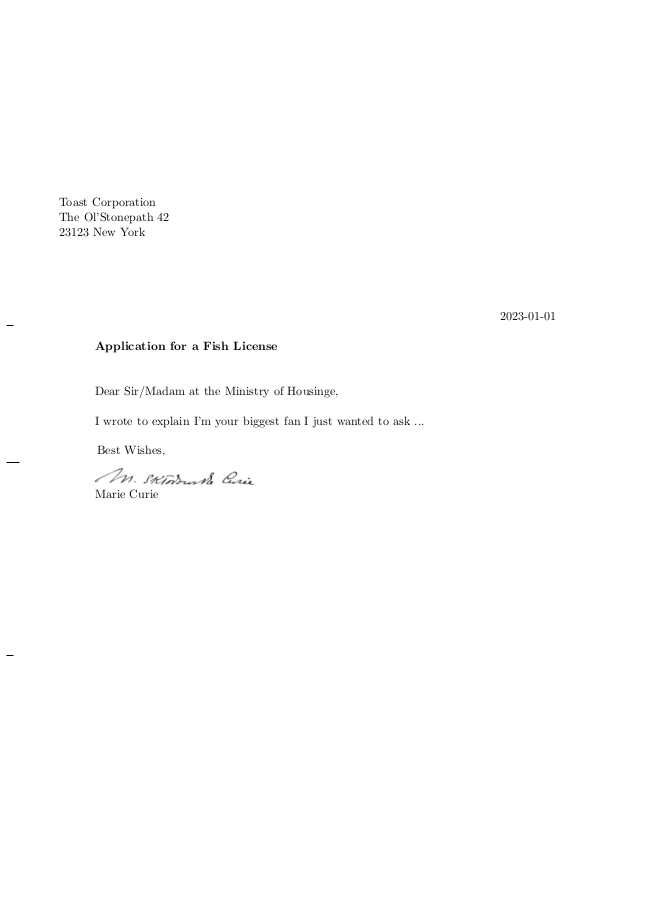 Toast Corporation
The Ol'Stonepath 42
23123 New York
2023-01-01
Application for a Fish License
Dear Sir/Madam at the Ministry of Housinge,
I wrote to explain I'm your biggest fan I just wanted to ask ...
Best Wishes,
M. Skłodowska Curie
Marie Curie